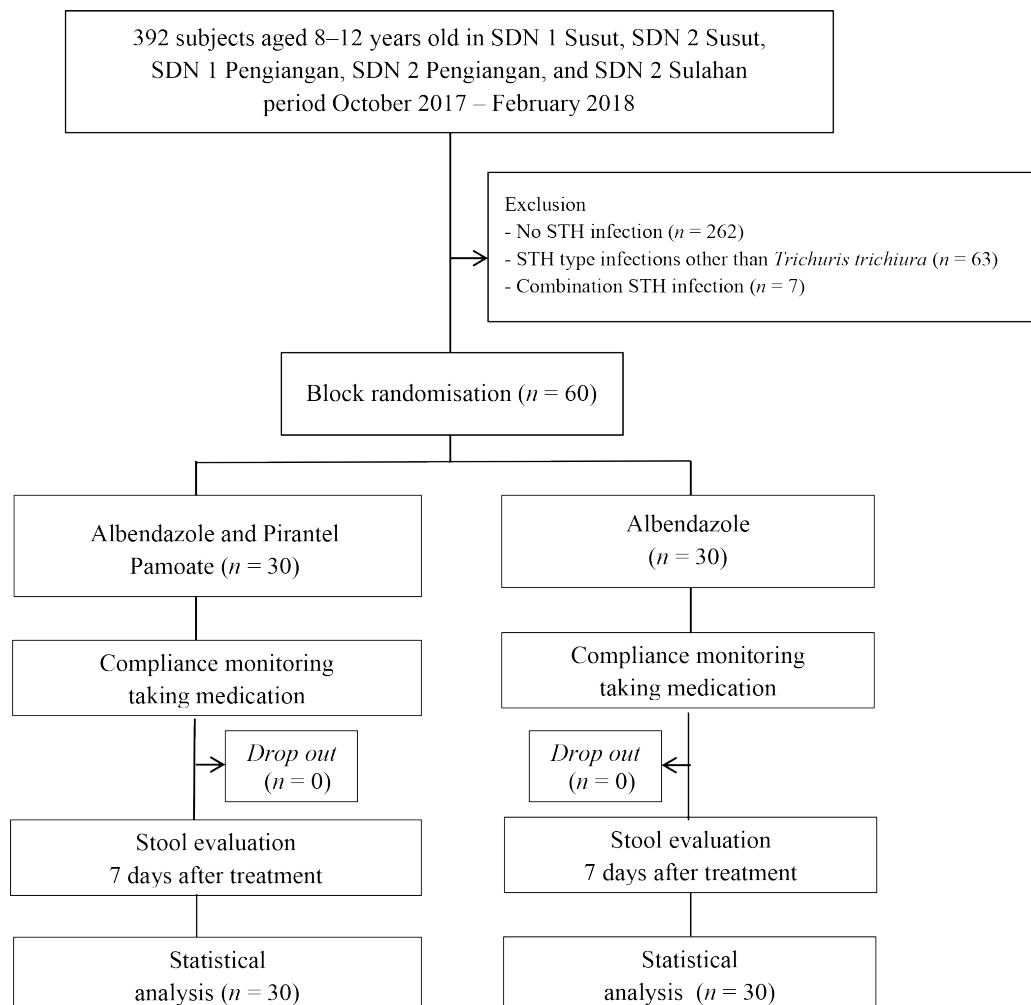 392 subjects aged 8–12 years old in SDN 1 Susut, SDN 2 Susut,
SDN 1 Pengiangan, SDN 2 Pengiangan, and SDN 2 Sulahan
period October 2017 – February 2018
Exclusion
- No STH infection (n = 262)
- STH type infections other than Trichuris trichiura (n = 63)
- Combination STH infection (n = 7)
Block randomisation (n = 60)
Albendazole and Pirantel
Pamoate (n = 30)
Albendazole
(n = 30)
Compliance monitoring
taking medication
Compliance monitoring
taking medication
Drop out
(n = 0)
Drop out
(n = 0)
Stool evaluation
7 days after treatment
Stool evaluation
7 days after treatment
Statistical
analysis (n = 30)
Statistical
analysis (n = 30)